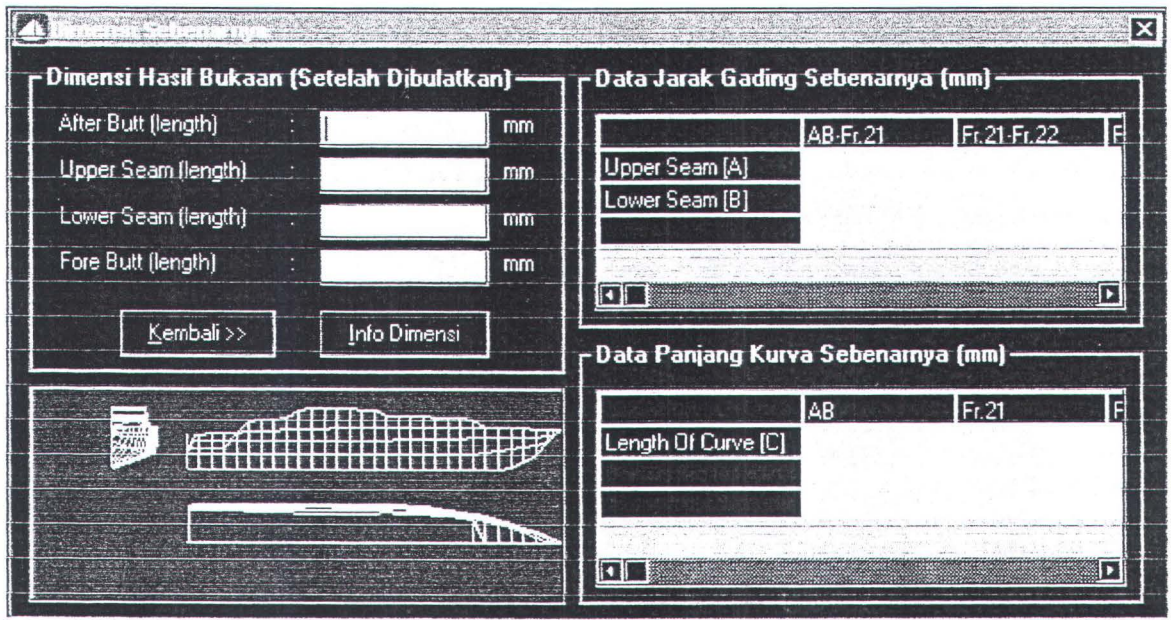 Dimensi Sebenarnya
Dimensi Hasil Bukaan (Setelah Dibulatkan)
After Butt (length) : mm
Upper Seam (length) : mm
Lower Seam (length) : mm
Fore Butt (length) : mm
Kembali >> Info Dimensi
Data Jarak Gading Sebenarnya (mm)
AB-Fr.21 Fr.21-Fr.22 F
Upper Seam [A]
Lower Seam [B]
Data Panjang Kurva Sebenarnya (mm)
AB Fr.21 F
Length Of Curve [C]